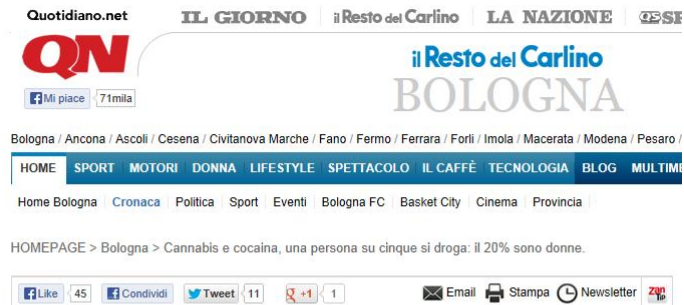 Quotidiano.net IL GIORNO il Resto del Carlino LA NAZIONE QS
QN
il Resto del Carlino
BOLOGNA
Mi piace 71mila
Bologna / Ancona / Ascoli / Cesena / Civitanova Marche / Fano / Fermo / Ferrara / Forlì / Imola / Macerata / Modena / Pesaro /
HOME SPORT MOTORI DONNA LIFESTYLE SPETTACOLO IL CAFFÈ TECNOLOGIA BLOG MULTIME
Home Bologna Cronaca Politica Sport Eventi Bologna FC Basket City Cinema Provincia
HOMEPAGE > Bologna > Cannabis e cocaina, una persona su cinque si droga: il 20% sono donne.
Like 45 Condividi Tweet 11 +1 1 Email Stampa Newsletter